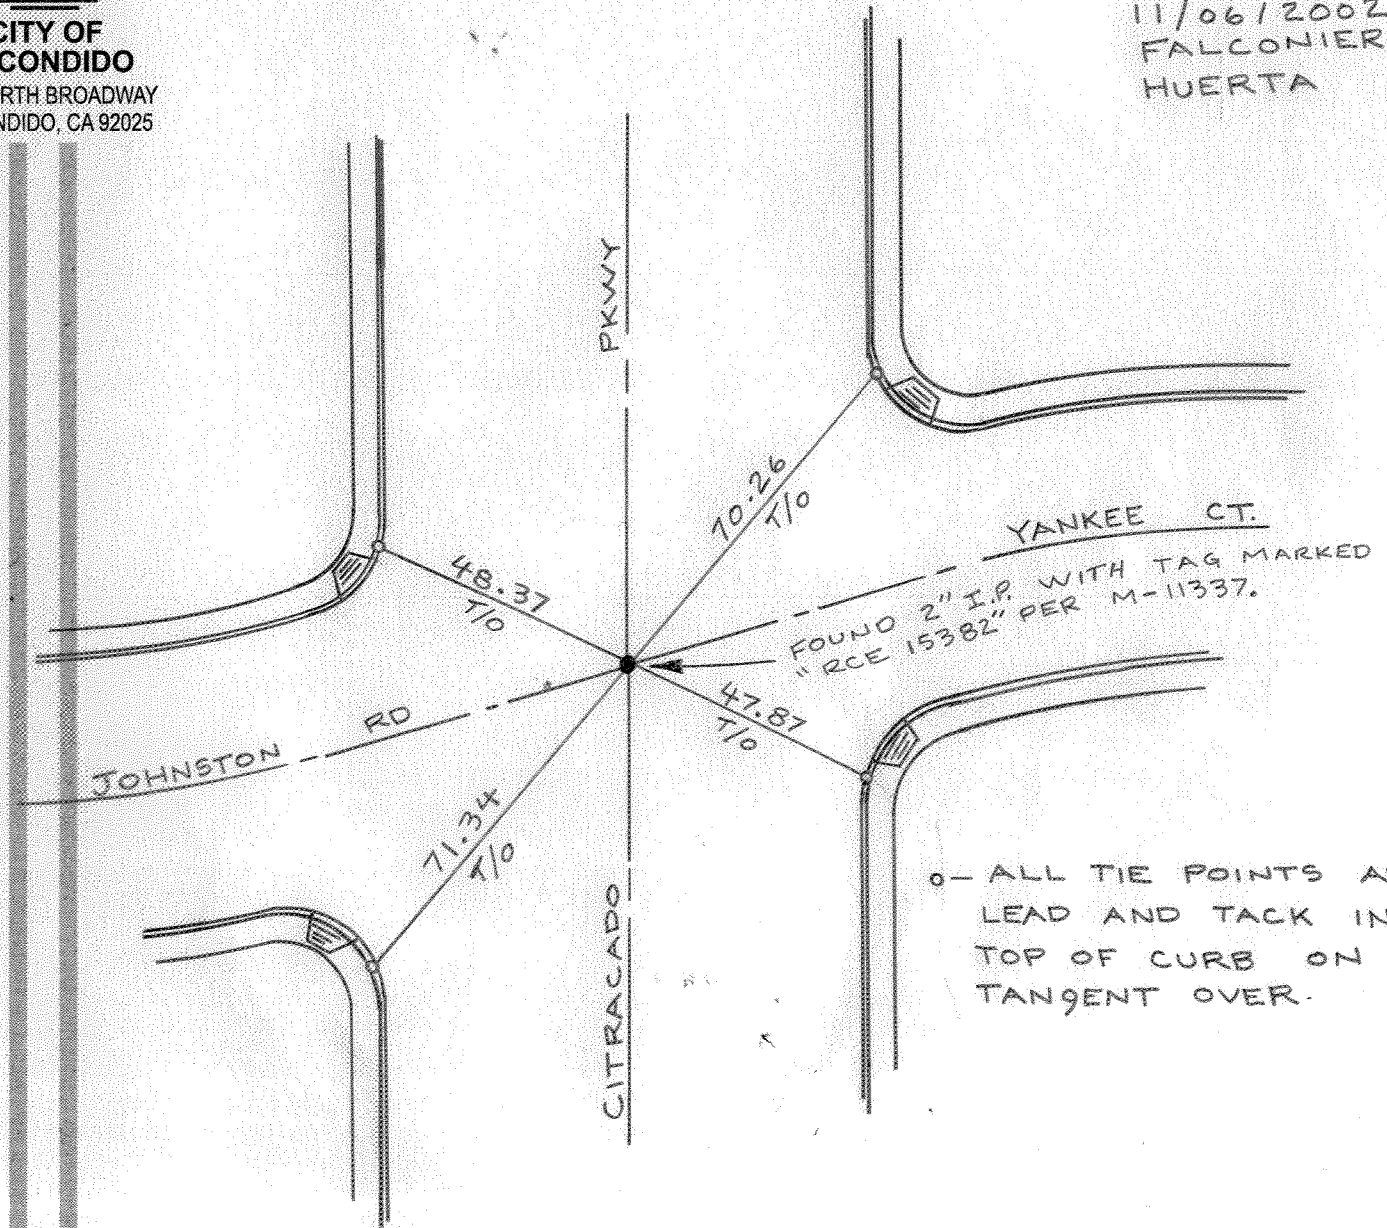 CITY OF
CONDIDO
RTH BROADWAY
NDIDO, CA 92025
11/06/2002
FALCONIER
HUERTA
PKWY
70.26
T/O
48.37
T/O
YANKEE CT.
FOUND 2" I.P. WITH TAG MARKED
"RCE 15382" PER M-11337.
47.87
T/O
JOHNSTON RD
71.34
T/O
CITRACADO
o- ALL TIE POINTS A
LEAD AND TACK IN
TOP OF CURB ON
TANGENT OVER.